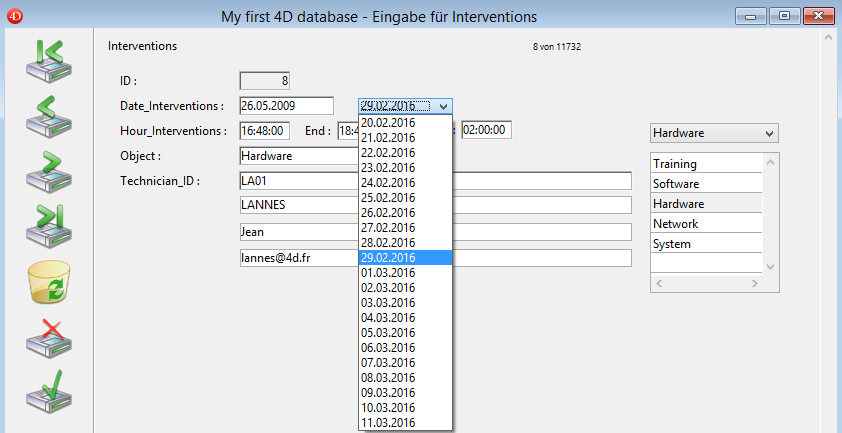 4D My first 4D database - Eingabe für Interventions
Interventions 8 von 11732
ID : 8
Date_Interventions : 26.05.2009 29.02.2016
Hour_Interventions : 16:48:00 End : 18:4 : 02:00:00
Object : Hardware
Technician_ID : LA01
LANNES
Jean
lannes@4d.fr
20.02.2016
21.02.2016
22.02.2016
23.02.2016
24.02.2016
25.02.2016
26.02.2016
27.02.2016
28.02.2016
29.02.2016
01.03.2016
02.03.2016
03.03.2016
04.03.2016
05.03.2016
06.03.2016
07.03.2016
08.03.2016
09.03.2016
10.03.2016
11.03.2016
Hardware
Training
Software
Hardware
Network
System